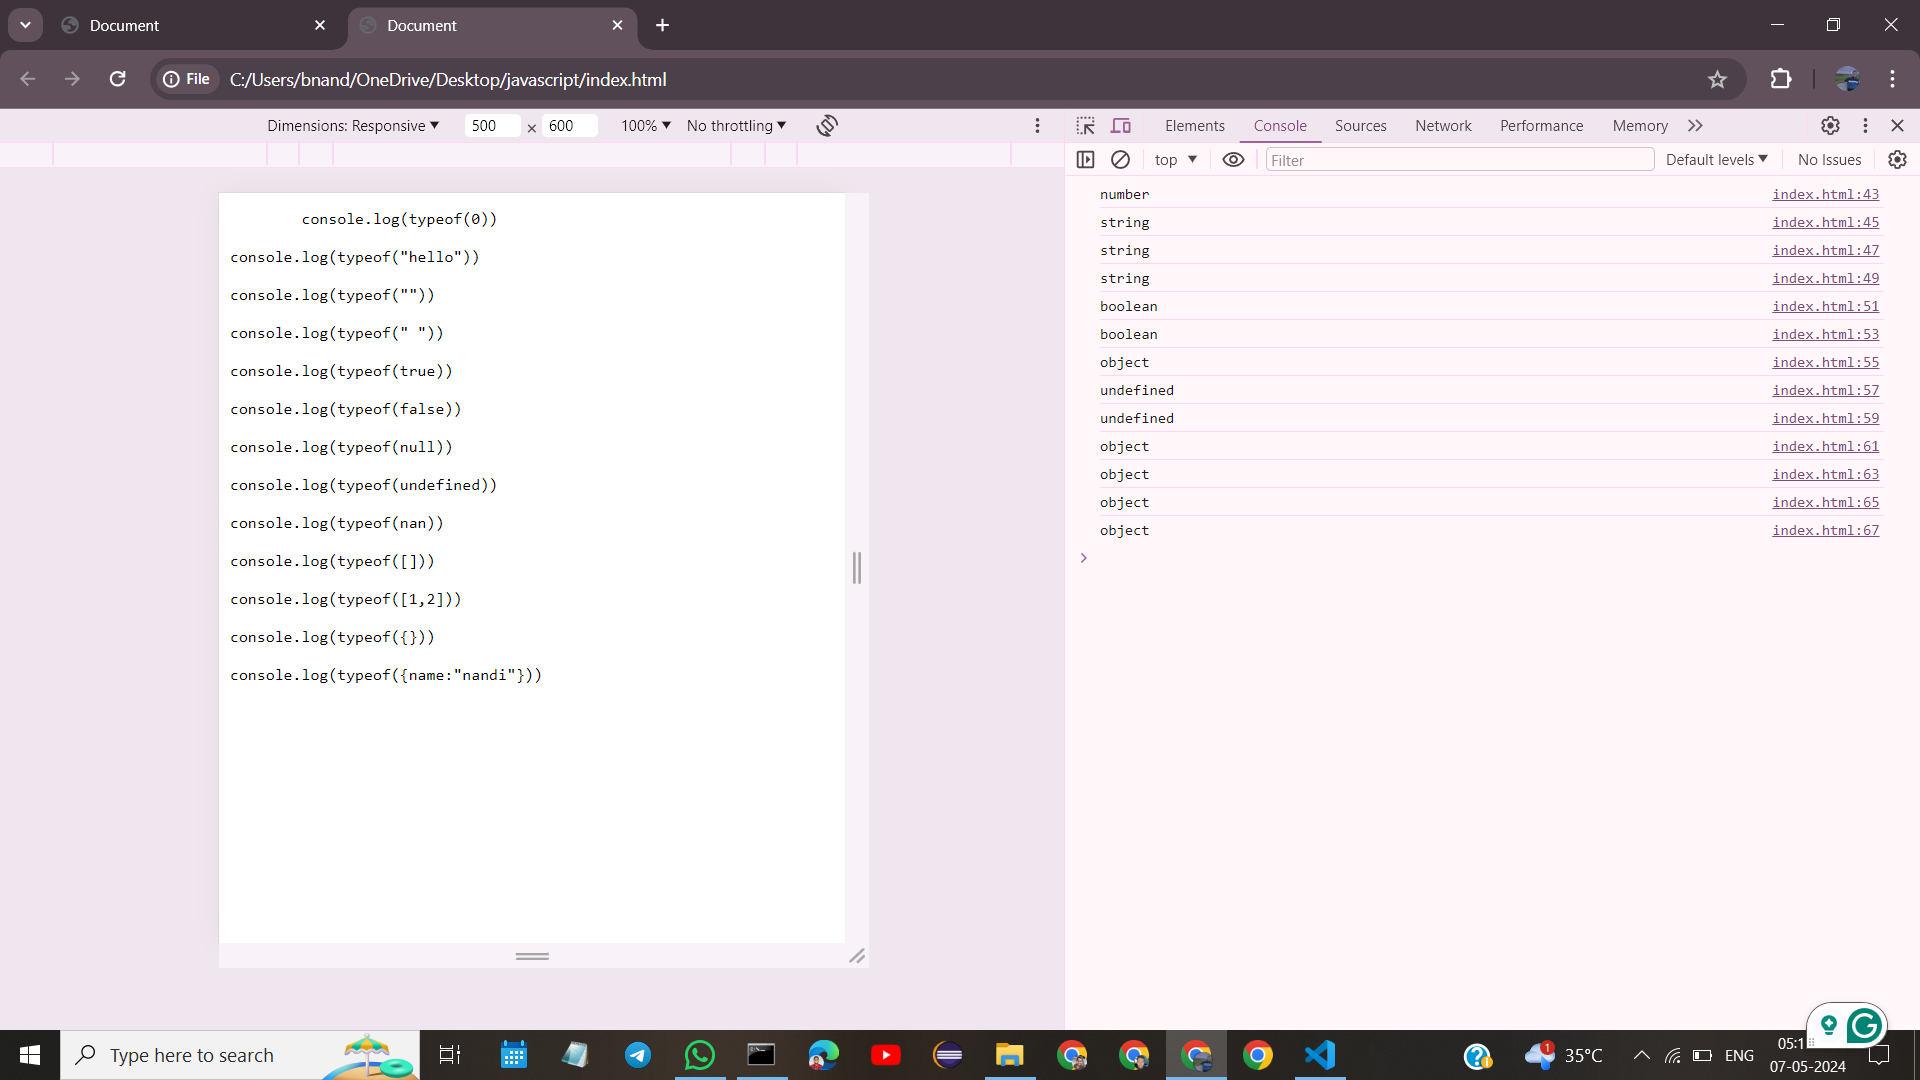 Document
Document
File
C:/Users/bnand/OneDrive/Desktop/javascript/index.html
Dimensions: Responsive 500 × 600 100% No throttling
Elements Console Sources Network Performance Memory
top Filter Default levels No Issues
console.log(typeof(0))
console.log(typeof("hello"))
console.log(typeof(""))
console.log(typeof(" "))
console.log(typeof(true))
console.log(typeof(false))
console.log(typeof(null))
console.log(typeof(undefined))
console.log(typeof(nan))
console.log(typeof([]))
console.log(typeof([1,2]))
console.log(typeof({}))
console.log(typeof({name:"nandi"}))
number index.html:43
string index.html:45
string index.html:47
string index.html:49
boolean index.html:51
boolean index.html:53
object index.html:55
undefined index.html:57
undefined index.html:59
object index.html:61
object index.html:63
object index.html:65
object index.html:67
Type here to search
1
35°C
ENG
07-05-2024